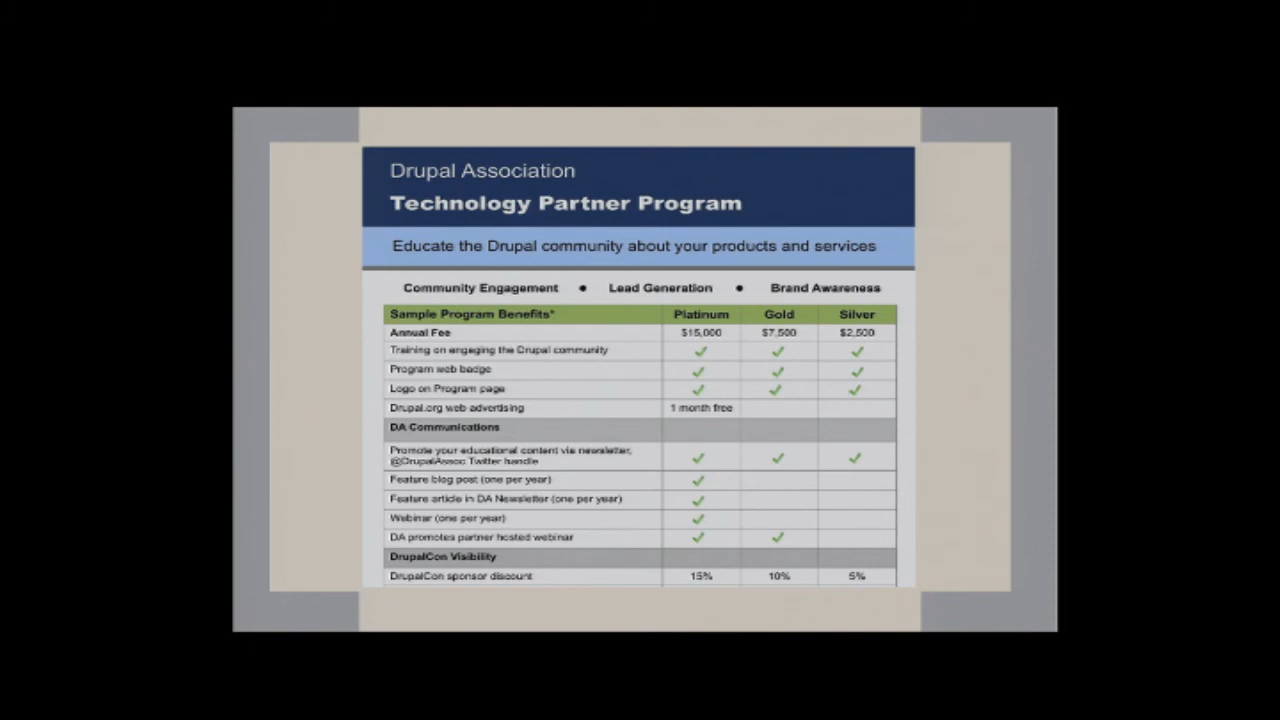 Drupal Association
Technology Partner Program
Educate the Drupal community about your products and services
Community Engagement ● Lead Generation ● Brand Awareness
Sample Program Benefits* Platinum Gold Silver
Annual Fee $15,000 $7,500 $2,500
Training on engaging the Drupal community ✓ ✓ ✓
Program web badge ✓ ✓ ✓
Logo on Program page ✓ ✓ ✓
Drupal.org web advertising 1 month free
DA Communications
Promote your educational content via newsletter, ✓ ✓ ✓
@DrupalAssoc Twitter handle
Feature blog post (one per year) ✓
Feature article in DA Newsletter (one per year) ✓
Webinar (one per year) ✓
DA promotes partner hosted webinar ✓ ✓
DrupalCon Visibility
DrupalCon sponsor discount 15% 10% 5%